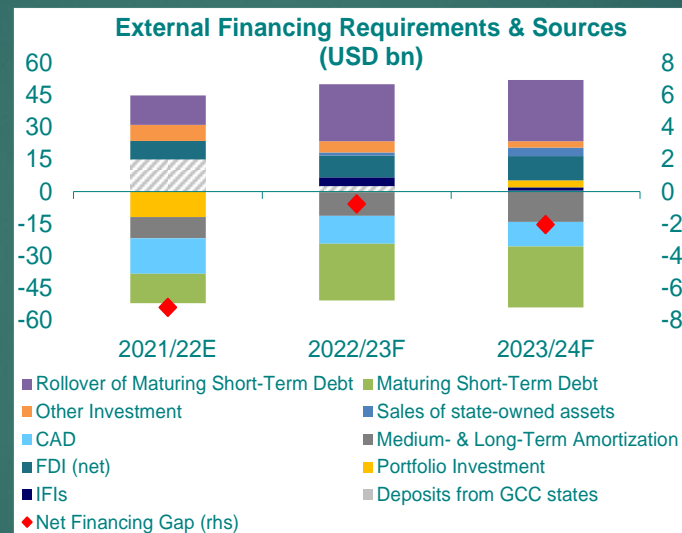 External Financing Requirements & Sources
(USD bn)
60 8
45 6
30 4
15 2
0 0
-15 -2
-30 -4
-45 -6
-60 -8
2021/22E 2022/23F 2023/24F
Rollover of Maturing Short-Term Debt Maturing Short-Term Debt
Other Investment Sales of state-owned assets
CAD Medium- & Long-Term Amortization
FDI (net) Portfolio Investment
IFIs Deposits from GCC states
Net Financing Gap (rhs)